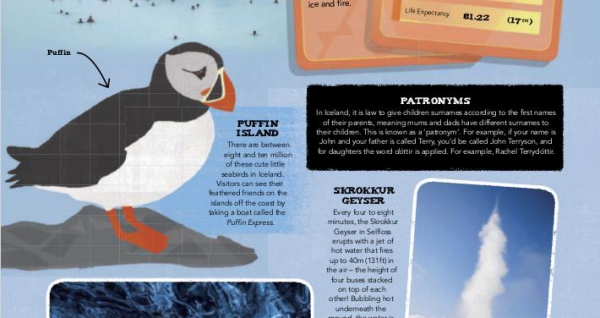 ice and fire.
Life Expectancy 81.22 (17TH)
Puffin
PUFFIN
ISLAND
There are between
eight and ten million
of these cute little
seabirds in Iceland.
Visitors can see their
feathered friends on the
islands off the coast by
taking a boat called the
Puffin Express.
PATRONYMS
In Iceland, it is law to give children surnames according to the first names
of their parents, meaning mums and dads have different surnames to
their children. This is known as a 'patronym'. For example, if your name is
John and your father is called Terry, you'd be called John Terryson, and
for daughters the word dóttir is applied. For example, Rachel Terrydóttir.
SKROKKUR
GEYSER
Every four to eight
minutes, the Skrokkur
Geyser in Selfloss
erupts with a jet of
hot water that fires
up to 40m (131ft) in
the air – the height of
four buses stacked
on top of each
other! Bubbling hot
underneath the
ground, the water is